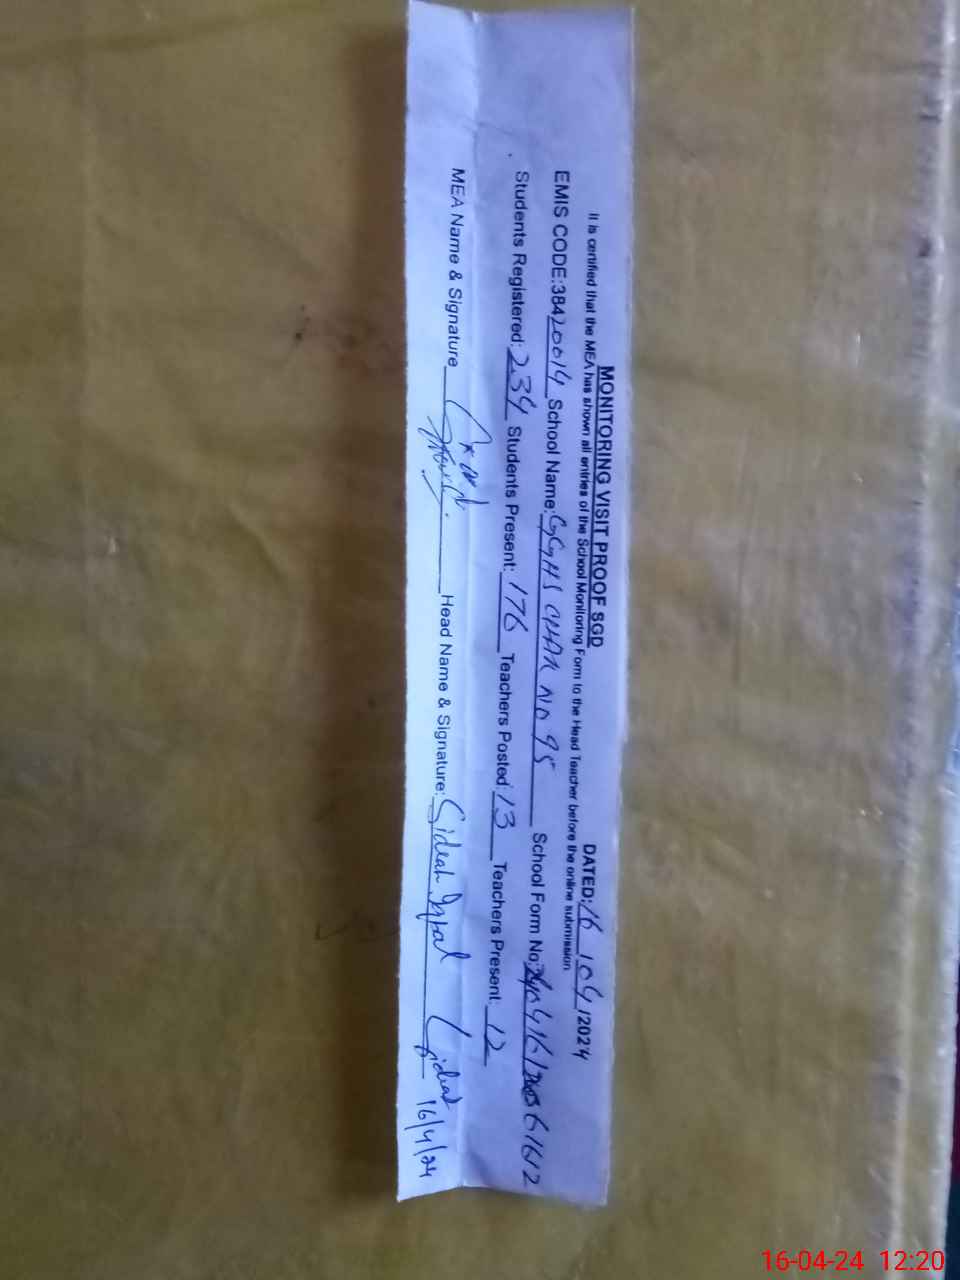 MONITORING VISIT PROOF SGD DATED: 16/04/2024
It is certified that the MEA has shown all entries of the School Monitoring Form to the Head Teacher before the online submission
EMIS CODE:38420014 School Name: GGHS CHAK NO 95 School Form No:
Students Registered: 234 Students Present: 176 Teachers Posted: 13 Teachers Present: 12
MEA Name & Signature Head Name & Signature: Sidrah Iqbal
16/4/24
16-04-24 12:20